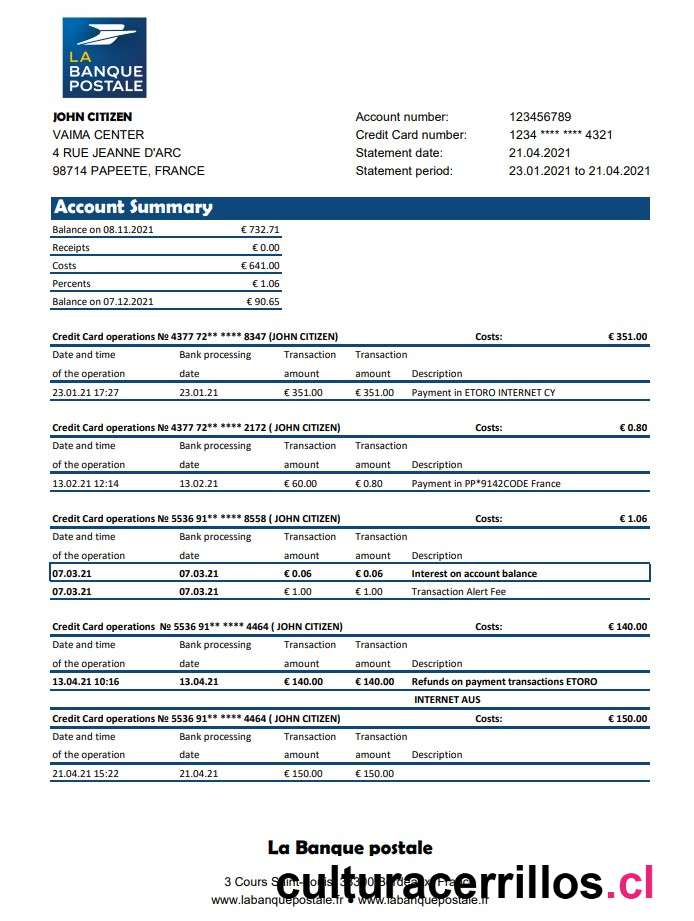 LA
BANQUE
POSTALE
JOHN CITIZEN
VAIMA CENTER
4 RUE JEANNE D'ARC
98714 PAPEETE, FRANCE
Account number: 123456789
Credit Card number: 1234 **** **** 4321
Statement date: 21.04.2021
Statement period: 23.01.2021 to 21.04.2021
Account Summary
Balance on 08.11.2021 € 732.71
Receipts € 0.00
Costs € 641.00
Percents € 1.06
Balance on 07.12.2021 € 90.65
Credit Card operations № 4377 72** **** 8347 (JOHN CITIZEN) Costs: € 351.00
Date and time Bank processing Transaction Transaction
of the operation date amount amount Description
23.01.21 17:27 23.01.21 € 351.00 € 351.00 Payment in ETORO INTERNET CY
Credit Card operations № 4377 72** **** 2172 ( JOHN CITIZEN) Costs: € 0.80
Date and time Bank processing Transaction Transaction
of the operation date amount amount Description
13.02.21 12:14 13.02.21 € 60.00 € 0.80 Payment in PP*9142CODE France
Credit Card operations № 5536 91** **** 8558 ( JOHN CITIZEN) Costs: € 1.06
Date and time Bank processing Transaction Transaction
of the operation date amount amount Description
07.03.21 07.03.21 € 0.06 € 0.06 Interest on account balance
07.03.21 07.03.21 € 1.00 € 1.00 Transaction Alert Fee
Credit Card operations № 5536 91** **** 4464 ( JOHN CITIZEN) Costs: € 140.00
Date and time Bank processing Transaction Transaction
of the operation date amount amount Description
13.04.21 10:16 13.04.21 € 140.00 € 140.00 Refunds on payment transactions ETORO
INTERNET AUS
Credit Card operations № 5536 91** **** 4464 ( JOHN CITIZEN) Costs: € 150.00
Date and time Bank processing Transaction Transaction
of the operation date amount amount Description
21.04.21 15:22 21.04.21 € 150.00 € 150.00
La Banque postale
3 Cours Saint-Louis, 33300 Bordeaux, France
culturacerrillos.cl
www.labanquepostale.fr • www.labanquepostale.fr